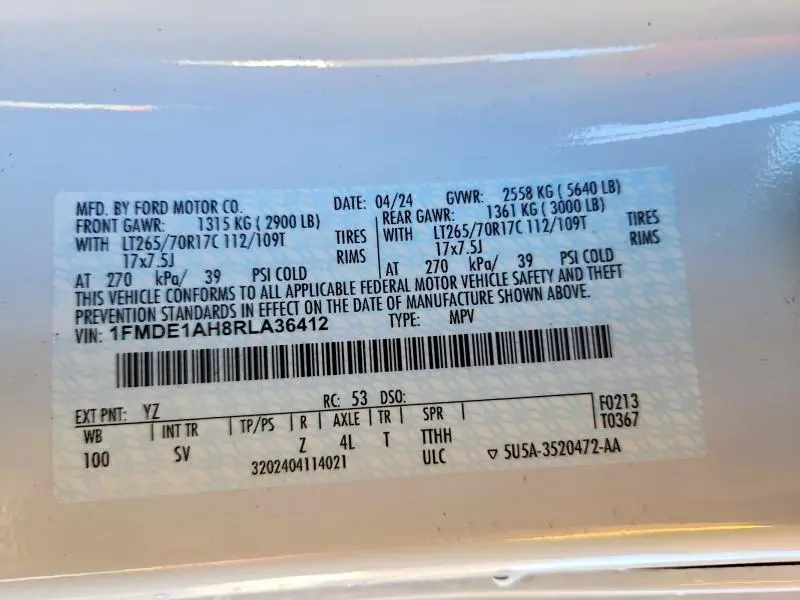 MFD. BY FORD MOTOR CO. DATE: 04/24 GVWR: 2558 KG ( 5640 LB)
FRONT GAWR: 1315 KG ( 2900 LB) REAR GAWR: 1361 KG ( 3000 LB)
WITH LT265/70R17C 112/109T TIRES WITH LT265/70R17C 112/109T TIRES
17x7.5J RIMS 17x7.5J RIMS
AT 270 kPa/ 39 PSI COLD AT 270 kPa/ 39 PSI COLD
THIS VEHICLE CONFORMS TO ALL APPLICABLE FEDERAL MOTOR VEHICLE SAFETY AND THEFT
PREVENTION STANDARDS IN EFFECT ON THE DATE OF MANUFACTURE SHOWN ABOVE.
VIN: 1FMDE1AH8RLA36412 TYPE: MPV
EXT PNT: YZ RC: 53 DSO: F0213
WB INT TR TP/PS R AXLE TR SPR T0367
100 SV Z 4L T TTHH
3202404114021 ULC 5U5A-3520472-AA